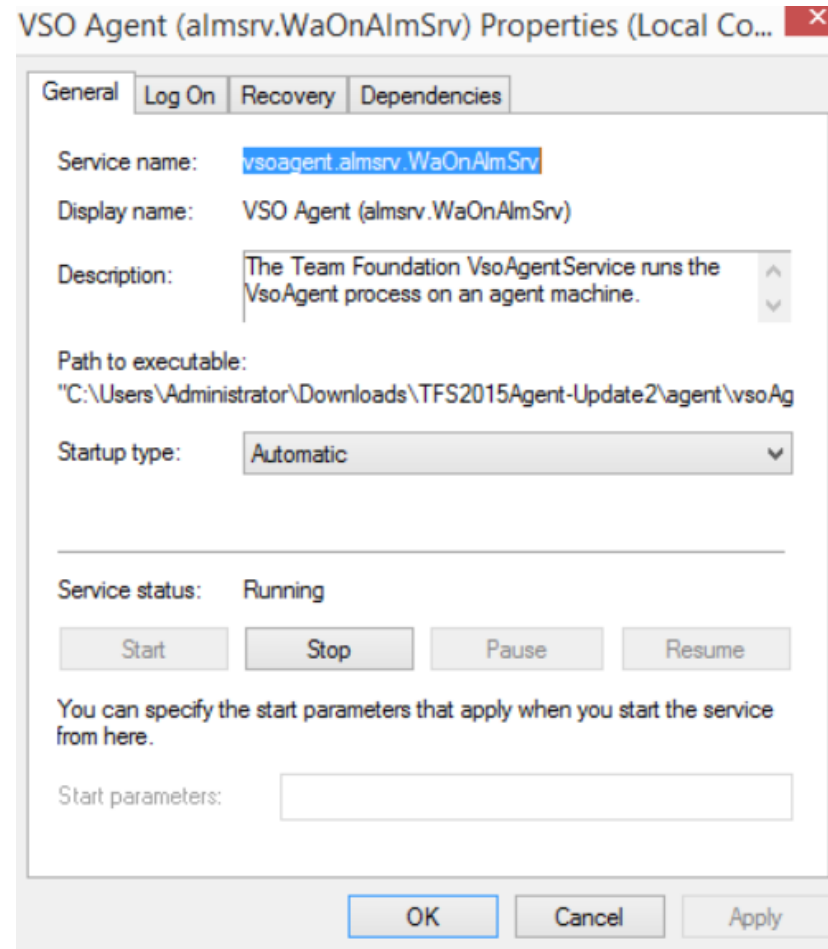 VSO Agent (almsrv.WaOnAlmSrv) Properties (Local Co...
General Log On Recovery Dependencies
Service name: vsoagent.almsrv.WaOnAlmSrv
Display name: VSO Agent (almsrv.WaOnAlmSrv)
Description: The Team Foundation VsoAgentService runs the
VsoAgent process on an agent machine.
Path to executable:
"C:\Users\Administrator\Downloads\TFS2015Agent-Update2\agent\vsoAg
Startup type: Automatic
Service status: Running
Start Stop Pause Resume
You can specify the start parameters that apply when you start the service
from here.
Start parameters:
OK Cancel Apply